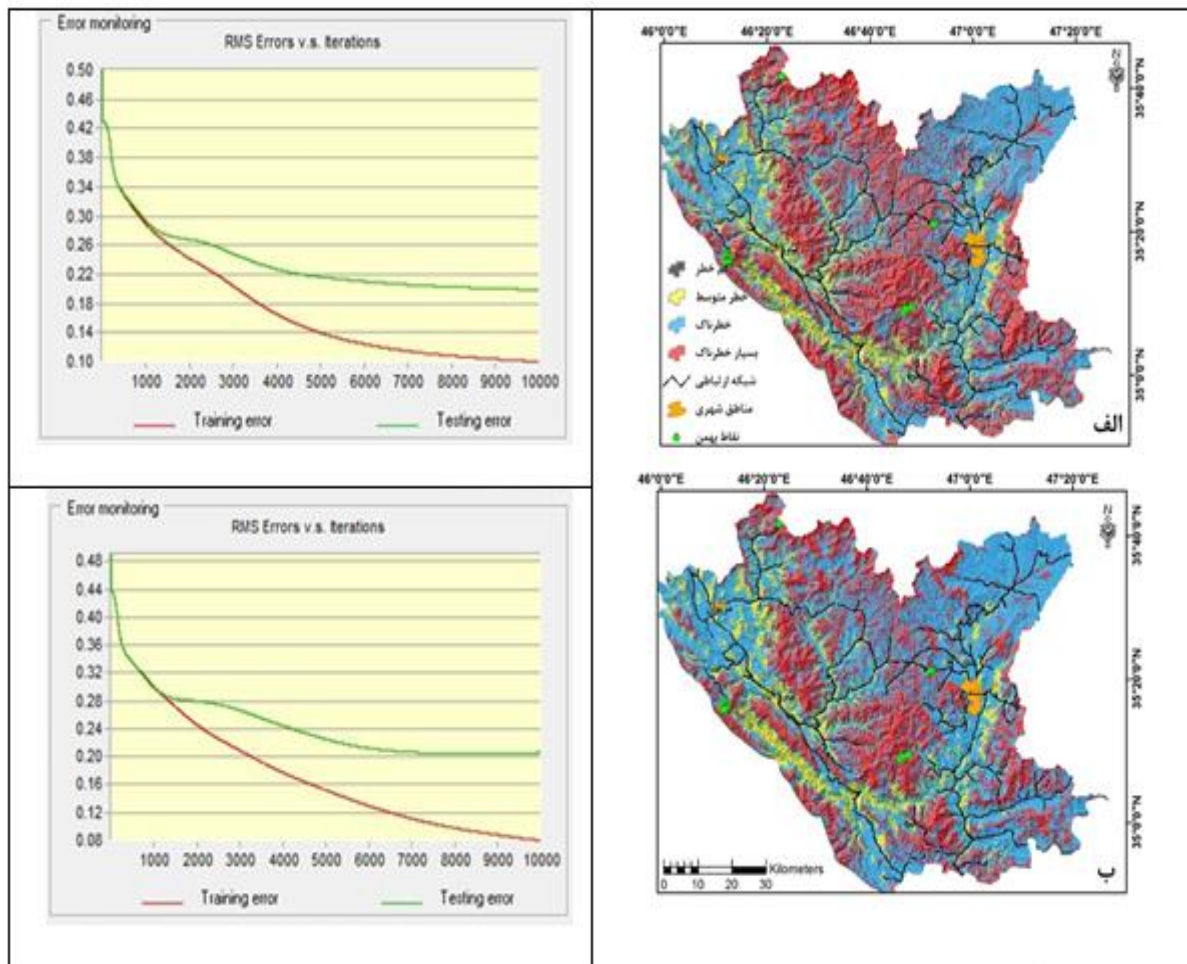 Error monitoring
RMS Errors v.s. Iterations
0.50
0.46
0.42
0.38
0.34
0.30
0.26
0.22
0.18
0.14
0.10
1000 2000 3000 4000 5000 6000 7000 8000 9000 10000
Training error Testing error
46°0'0"E 46°20'0"E 46°40'0"E 47°0'0"E 47°20'0"E
35°40'0"N
35°20'0"N
35°0'0"N
خطر
خطر متوسط
خطرناک
بسیار خطرناک
شبکه ارتباطی
مناطق شهری
نقاط بهمن
الف
Error monitoring
RMS Errors v.s. Iterations
0.48
0.44
0.40
0.36
0.32
0.28
0.24
0.20
0.16
0.12
0.08
1000 2000 3000 4000 5000 6000 7000 8000 9000 10000
Training error Testing error
46°0'0"E 46°20'0"E 46°40'0"E 47°0'0"E 47°20'0"E
35°40'0"N
35°20'0"N
35°0'0"N
Kilometers
0 5 10 20 30
ب